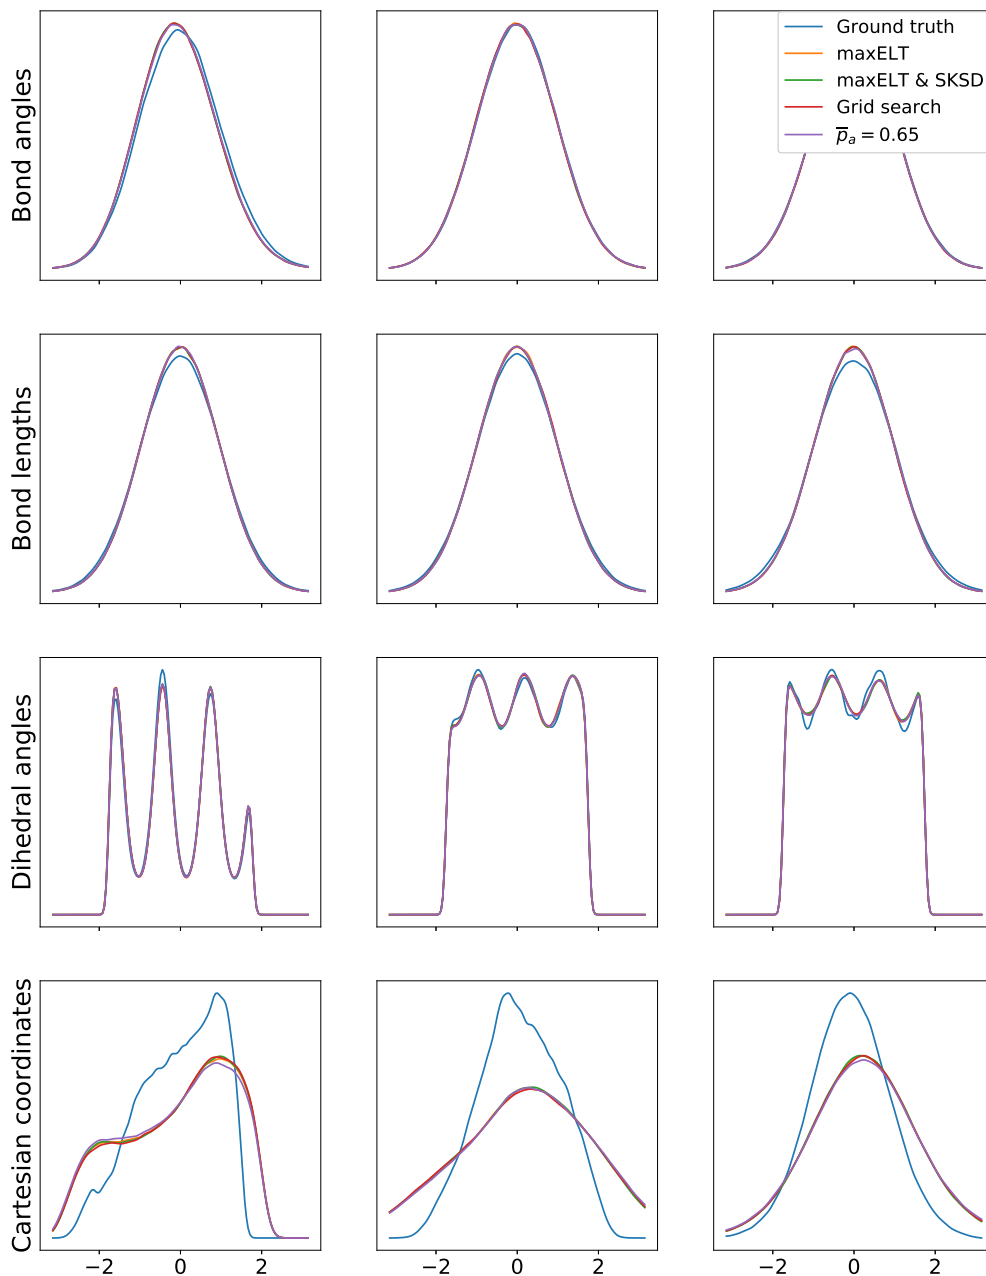 Bond angles
Ground truth
maxELT
maxELT & SKSD
Grid search
p̅ₐ = 0.65
Bond lengths
Dihedral angles
Cartesian coordinates
−2 0 2 −2 0 2 −2 0 2